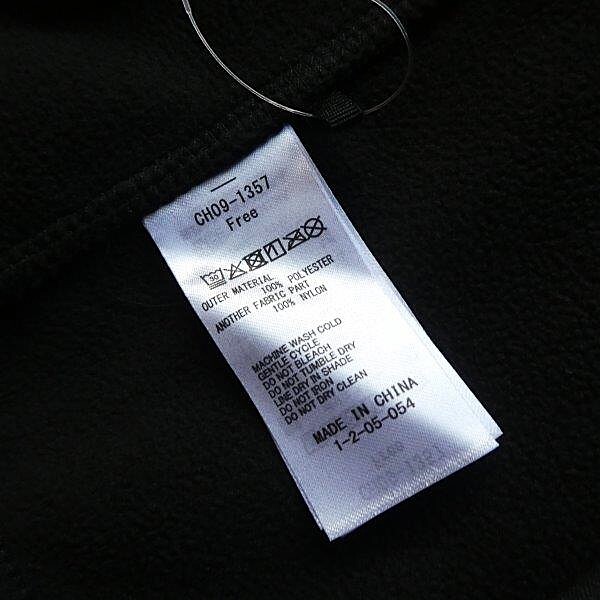 CH09-1357
Free
30
OUTER MATERIAL
100% POLYESTER
ANOTHER FABRIC PART
100% NYLON
MACHINE WASH COLD
GENTLE CYCLE
DO NOT BLEACH
DO NOT TUMBLE DRY
LINE DRY IN SHADE
DO NOT IRON
DO NOT DRY CLEAN
MADE IN CHINA
1-2-05-054